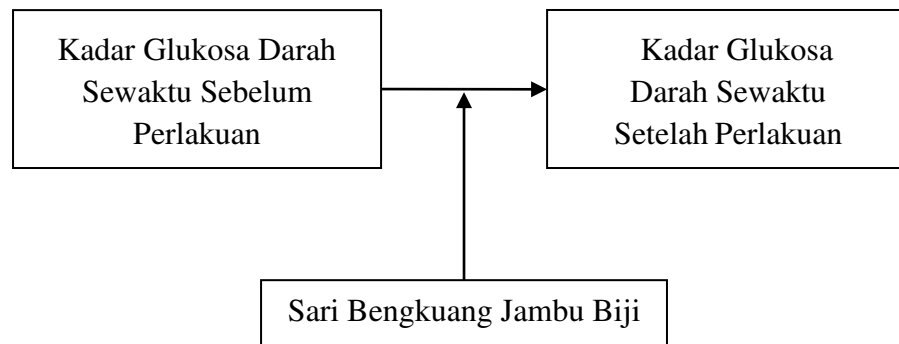 Kadar Glukosa Darah
Sewaktu Sebelum
Perlakuan
Kadar Glukosa
Darah Sewaktu
Setelah Perlakuan
Sari Bengkuang Jambu Biji